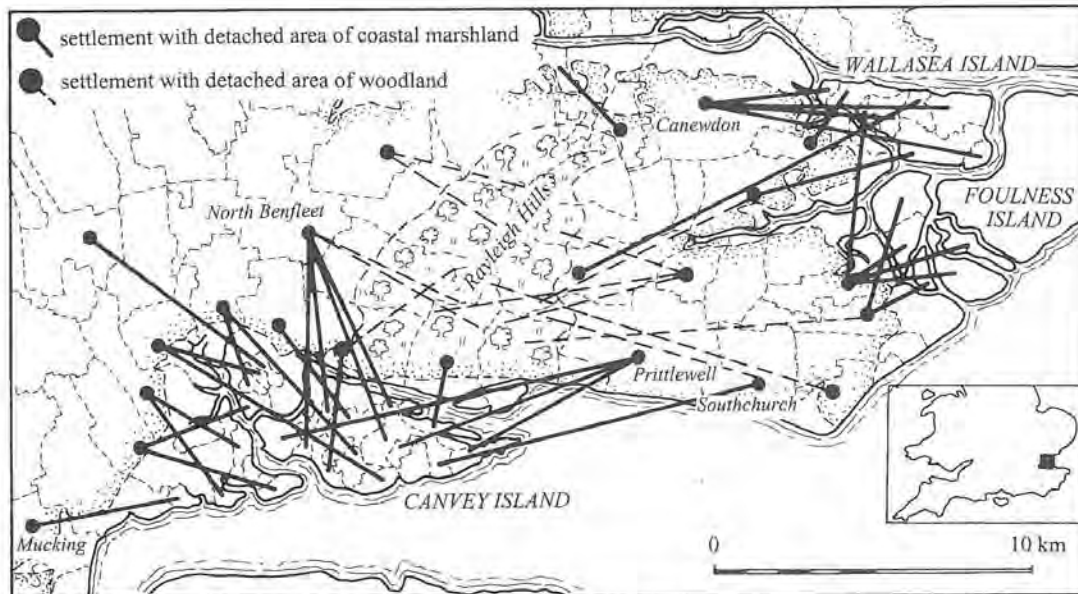 settlement with detached area of coastal marshland
settlement with detached area of woodland
WALLASEA ISLAND
Canewdon
FOULNESS
ISLAND
North Benfleet
Rayleigh Hills
Prittlewell
Southchurch
CANVEY ISLAND
Mucking
0
10 km